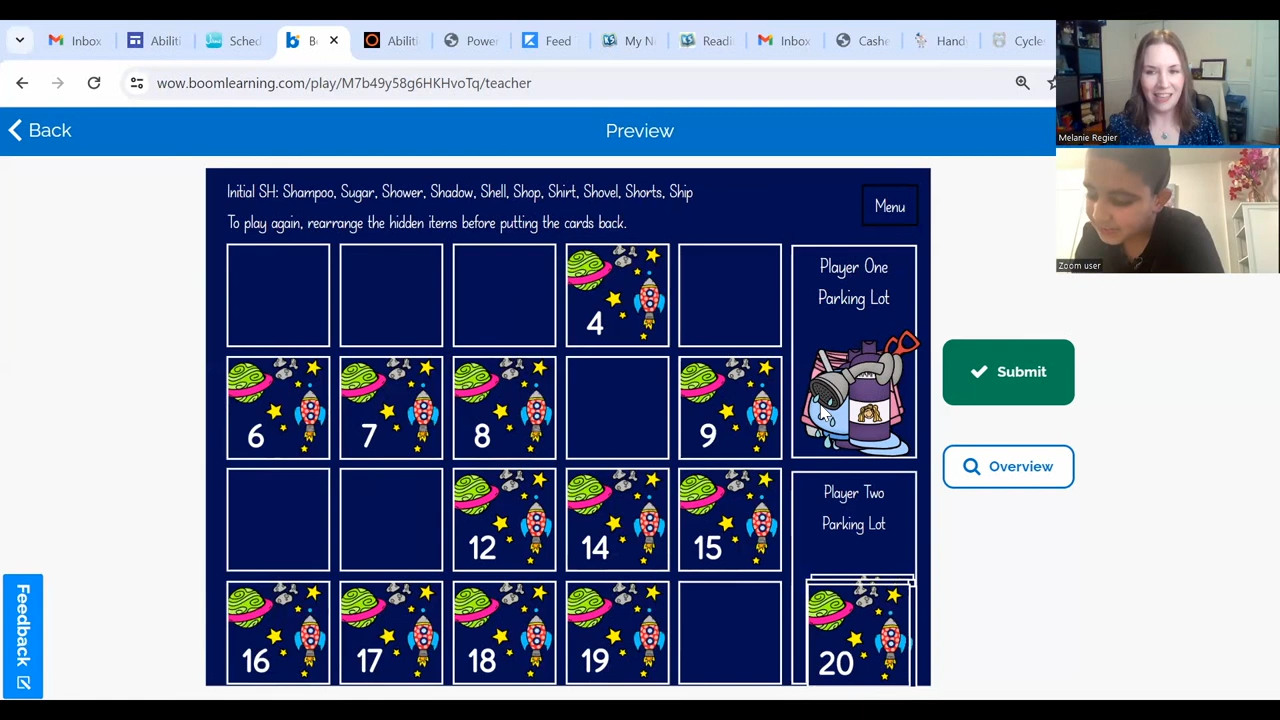 Inbox
Abiliti
Sched
B
Abiliti
Power
Feed
My N
Readi
Inbox
Cashe
Hand
Cycles
wow.boomlearning.com/play/M7b49y58g6HKHvoTq/teacher
Back
Preview
Melanie Regier
Zoom user
Initial SH: Shampoo, Sugar, Shower, Shadow, Shell, Shop, Shirt, Shovel, Shorts, Ship
To play again, rearrange the hidden items before putting the cards back.
Menu
Player One
Parking Lot
4
6
7
8
9
Submit
Overview
12
14
15
Player Two
Parking Lot
16
17
18
19
20
Feedback